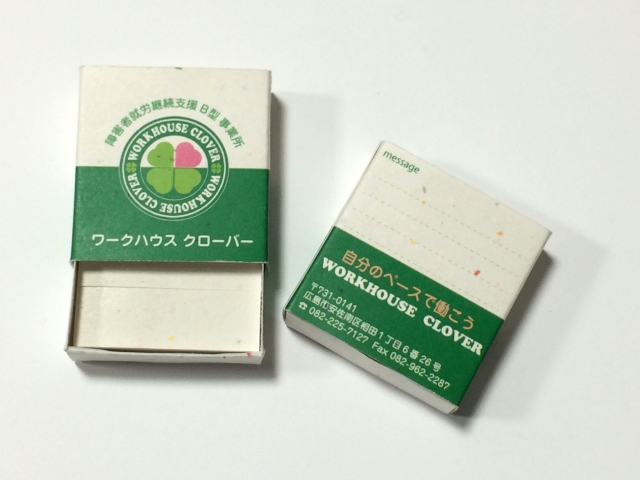 障害者就労継続支援 B型 事業所
WORKHOUSE CLOVER
WORKHOUSE CLOVER
ワークハウス クローバー
message
自分のペースで働こう
WORKHOUSE CLOVER
〒731-0141
広島市安佐南区相田1丁目6番26号
☎ 082-225-7127 Fax 082-962-2287